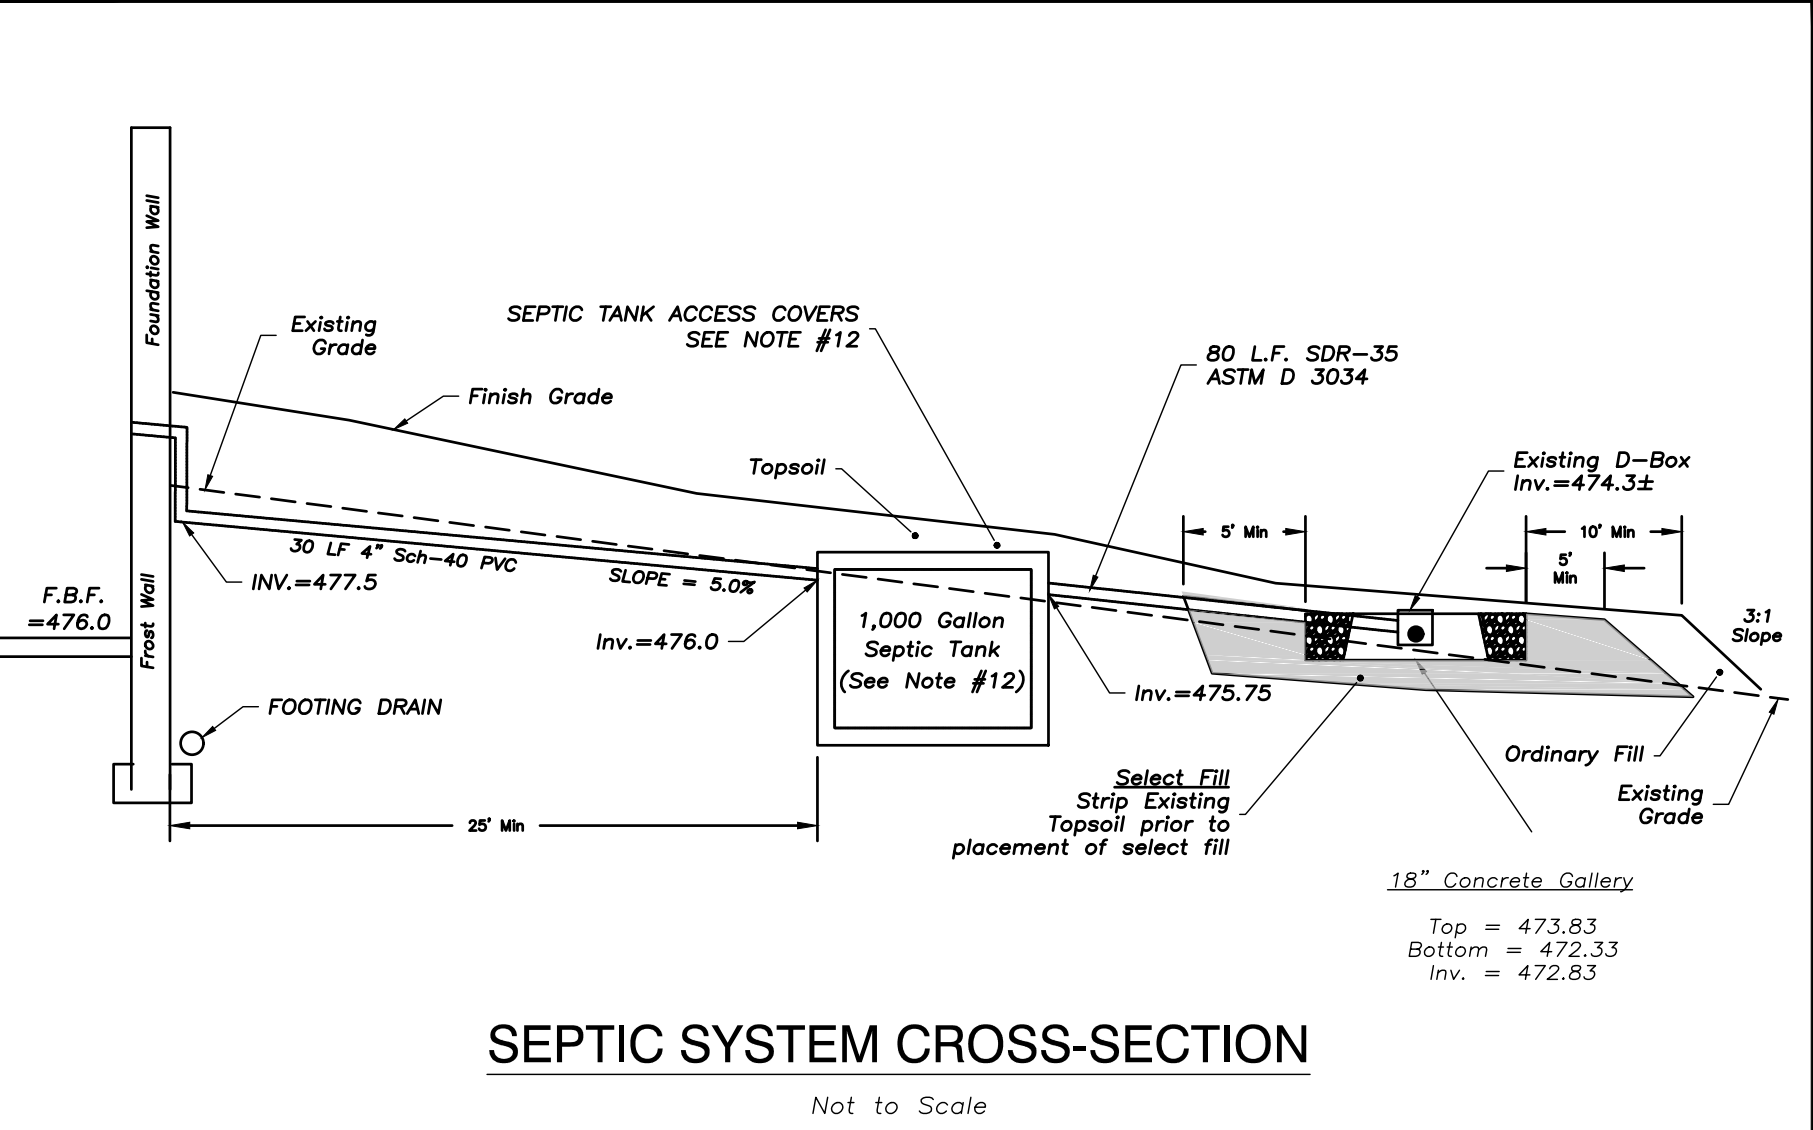 Foundation Wall
Existing
Grade
SEPTIC TANK ACCESS COVERS
SEE NOTE #12
Finish Grade
80 L.F. SDR-35
ASTM D 3034
Topsoil
Existing D-Box
Inv.=474.3±
5' Min
10' Min
5'
Min
30 LF 4" Sch-40 PVC
SLOPE = 5.0%
INV.=477.5
F.B.F.
=476.0
Frost Wall
Inv.=476.0
1,000 Gallon
Septic Tank
(See Note #12)
Inv.=475.75
3:1
Slope
FOOTING DRAIN
Ordinary Fill
Select Fill
Strip Existing
Topsoil prior to
placement of select fill
Existing
Grade
25' Min
18" Concrete Gallery
Top = 473.83
Bottom = 472.33
Inv. = 472.83
SEPTIC SYSTEM CROSS-SECTION
Not to Scale